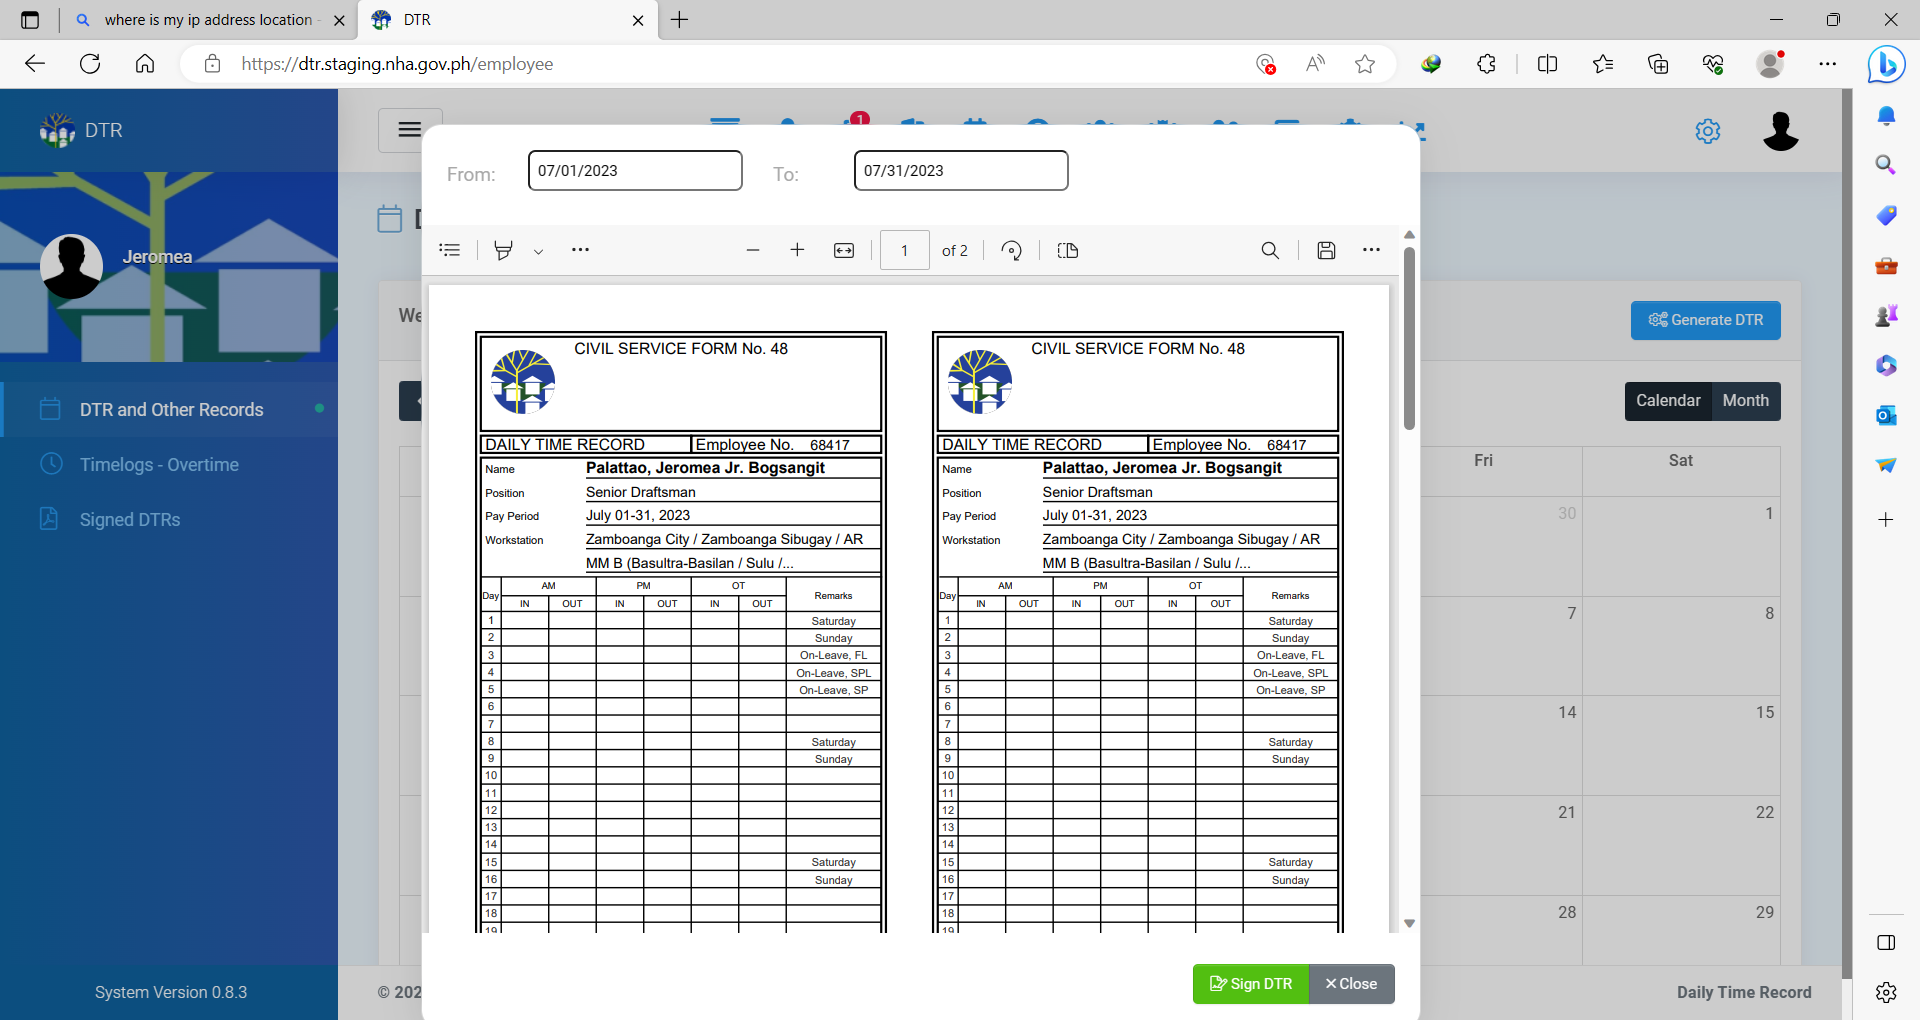 where is my ip address location
DTR
https://dtr.staging.nha.gov.ph/employee
DTR
1
From: 07/01/2023 To: 07/31/2023
Jeromea
1 of 2
We
Generate DTR
DTR and Other Records
Timelogs - Overtime
Signed DTRs
Calendar Month
Fri Sat
30 1
7 8
14 15
21 22
28 29
CIVIL SERVICE FORM No. 48
DAILY TIME RECORD Employee No. 68417
Name Palattao, Jeromea Jr. Bogsangit
Position Senior Draftsman
Pay Period July 01-31, 2023
Workstation Zamboanga City / Zamboanga Sibugay / AR
MM B (Basultra-Basilan / Sulu /...
Day AM PM OT Remarks
IN OUT IN OUT IN OUT
1 Saturday
2 Sunday
3 On-Leave, FL
4 On-Leave, SPL
5 On-Leave, SP
6
7
8 Saturday
9 Sunday
10
11
12
13
14
15 Saturday
16 Sunday
17
18
19
CIVIL SERVICE FORM No. 48
DAILY TIME RECORD Employee No. 68417
Name Palattao, Jeromea Jr. Bogsangit
Position Senior Draftsman
Pay Period July 01-31, 2023
Workstation Zamboanga City / Zamboanga Sibugay / AR
MM B (Basultra-Basilan / Sulu /...
Day AM PM OT Remarks
IN OUT IN OUT IN OUT
1 Saturday
2 Sunday
3 On-Leave, FL
4 On-Leave, SPL
5 On-Leave, SP
6
7
8 Saturday
9 Sunday
10
11
12
13
14
15 Saturday
16 Sunday
17
18
19
Sign DTR Close
System Version 0.8.3
© 202
Daily Time Record